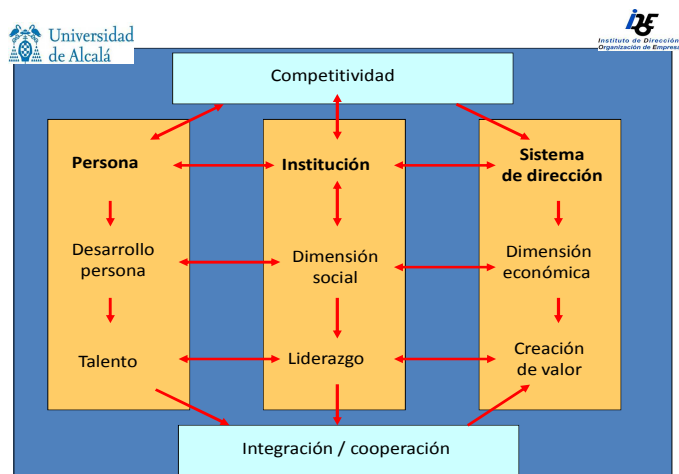 Universidad
de Alcalá
Instituto de Dirección
Organización de Empresa
Competitividad
Persona
Institución
Sistema
de dirección
Desarrollo
persona
Dimensión
social
Dimensión
económica
Talento
Liderazgo
Creación
de valor
Integración / cooperación